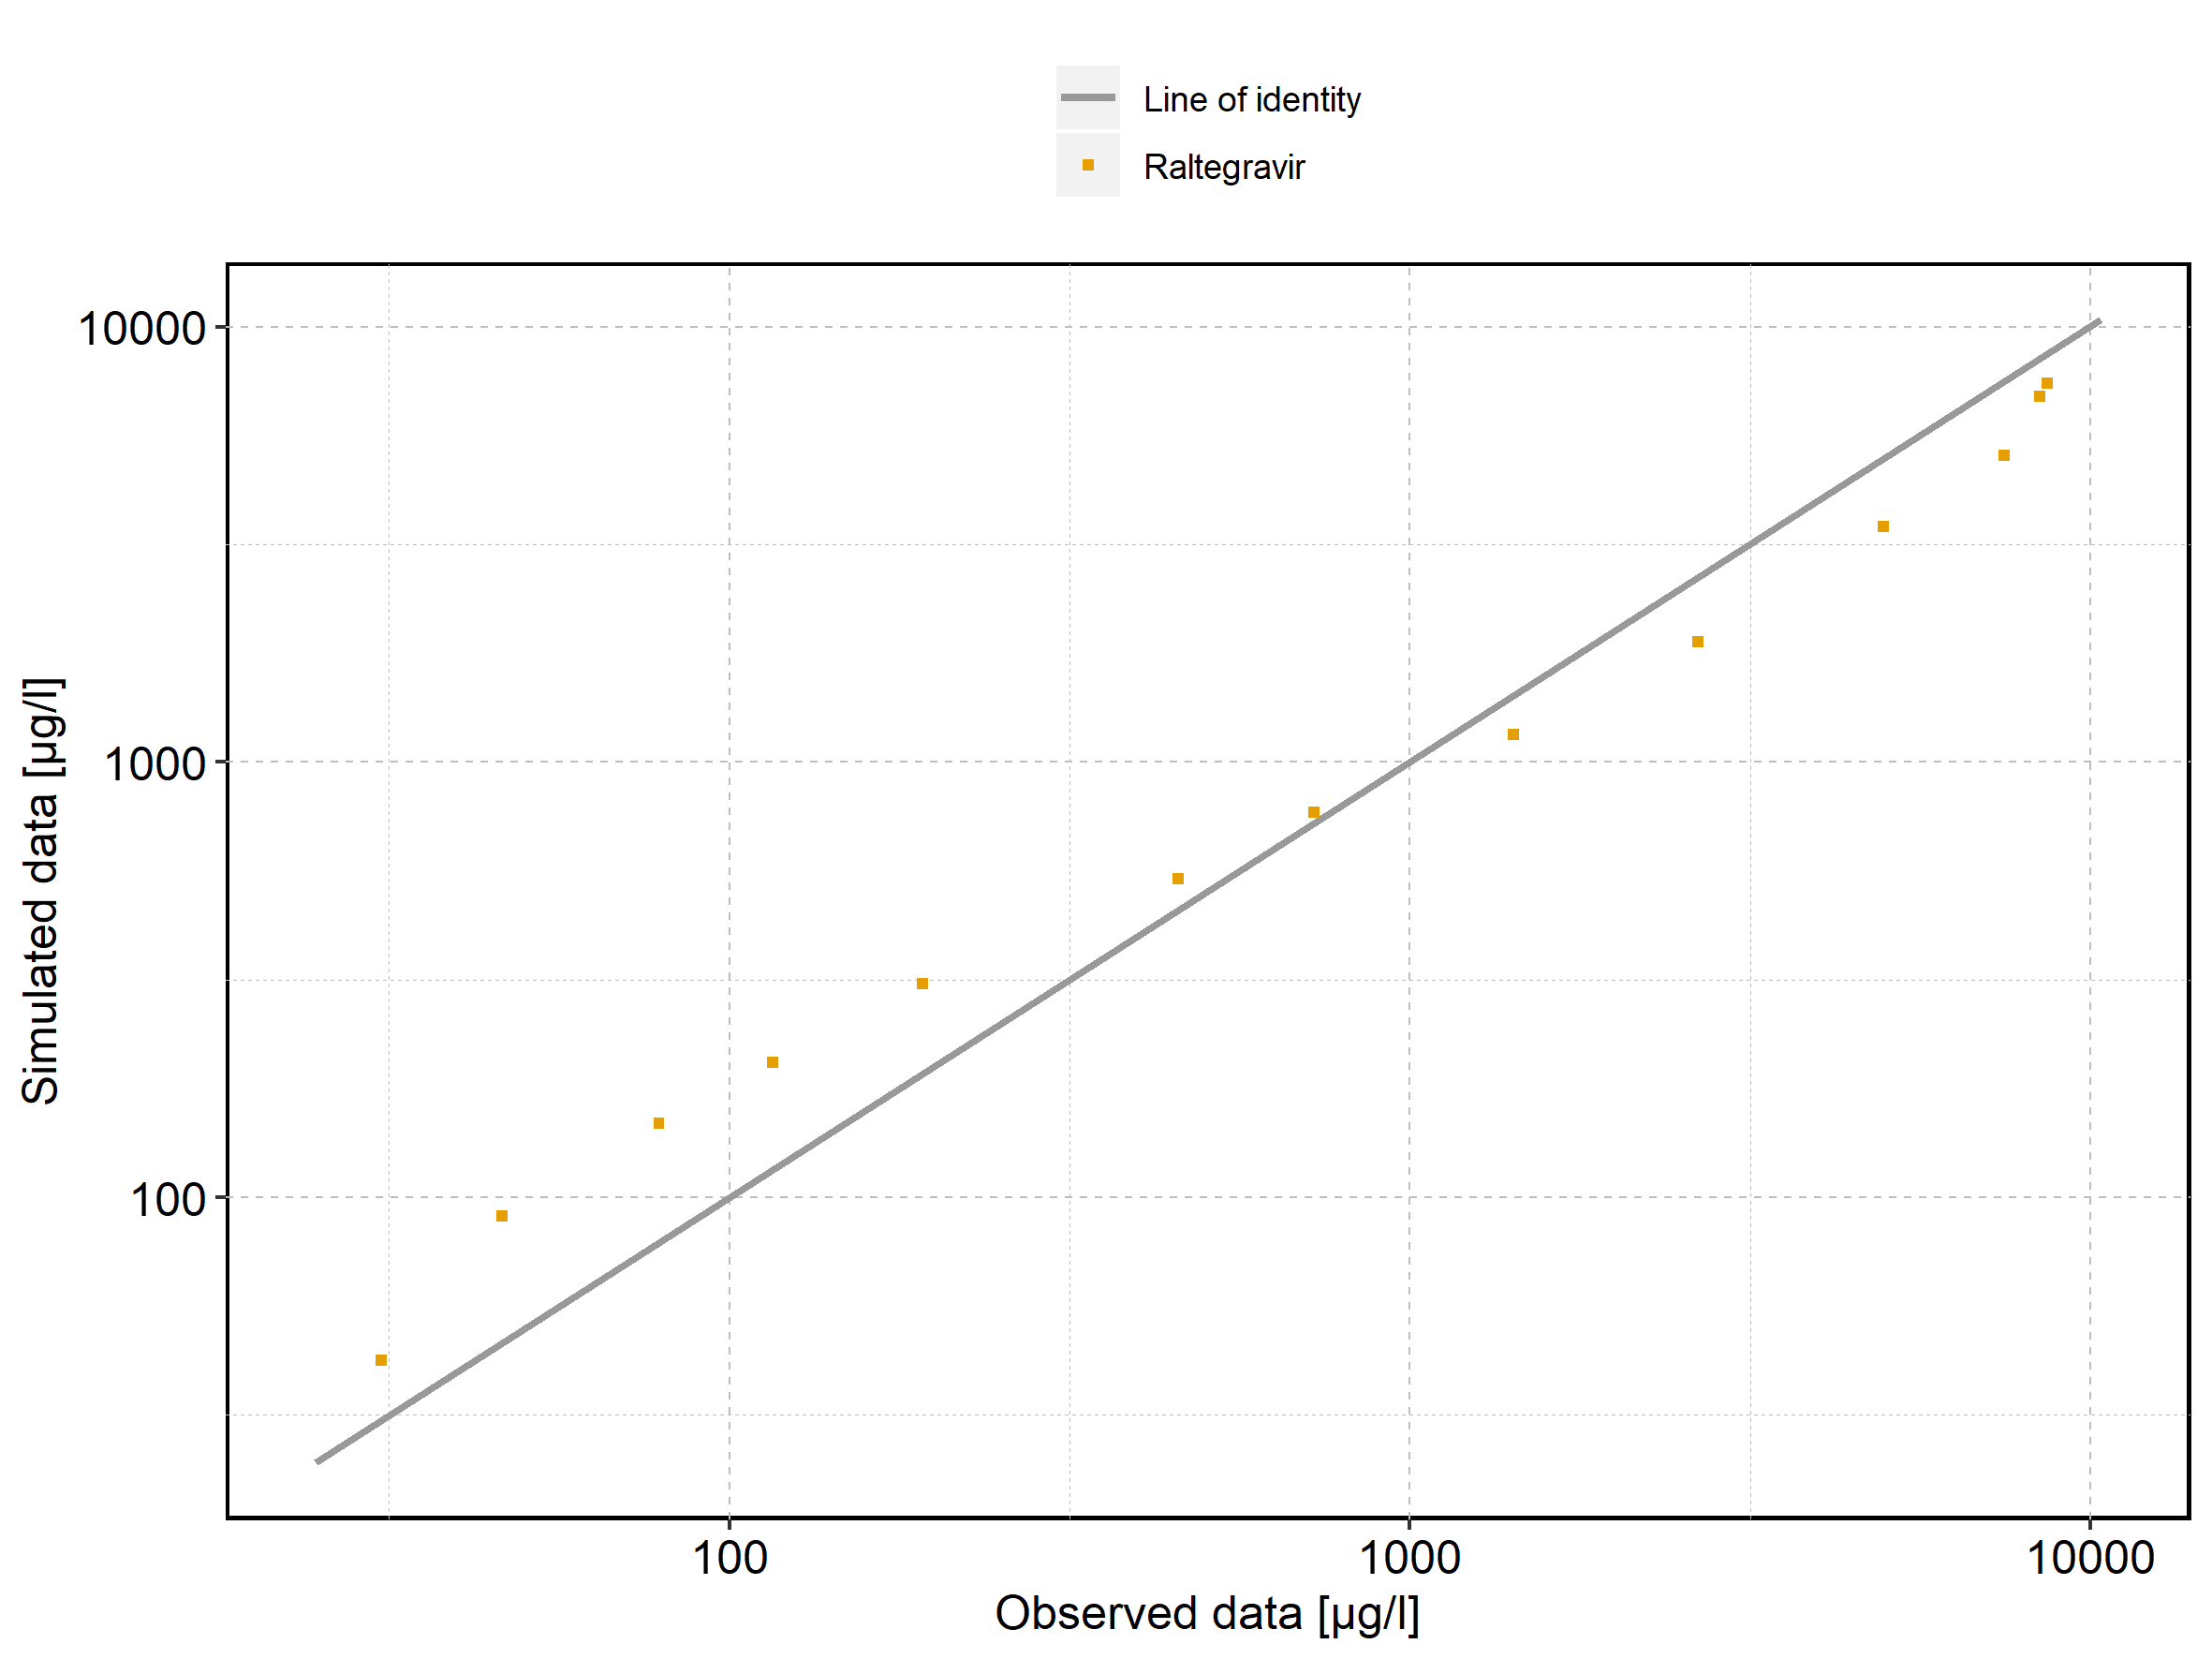 Line of identity
Raltegravir
10000
1000
100
Simulated data [µg/l]
100
1000
10000
Observed data [µg/l]